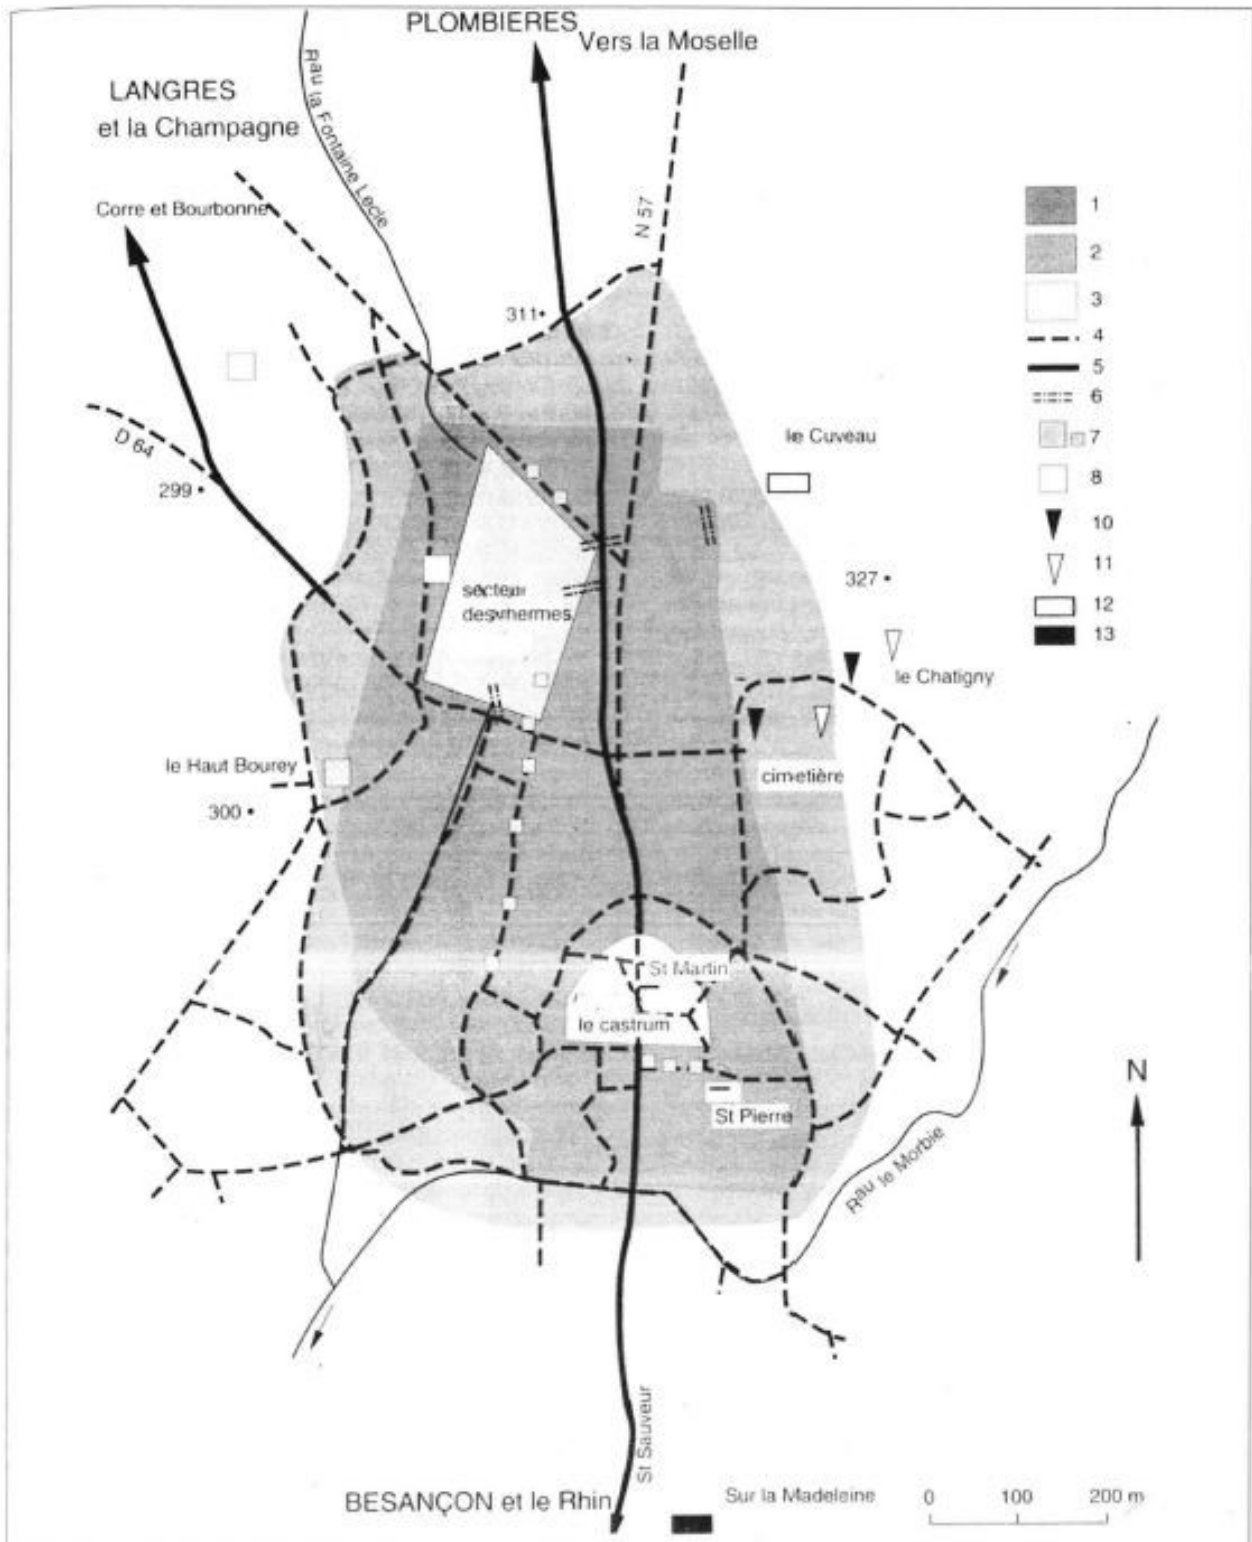 PLOMBIERES
Vers la Moselle
LANGRES
et la Champagne
Rau la Fontaine Lecle
Corre et Bourbonne
N 57
311
D 64
299
le Cuveau
327
secteur
des thermes
le Chatigny
cimetière
le Haut Bourey
300
St Martin
le castrum
St Pierre
Rau le Morbie
N
St Sauveur
BESANÇON et le Rhin
Sur la Madeleine
0 100 200 m
1
2
3
4
5
6
7
8
10
11
12
13